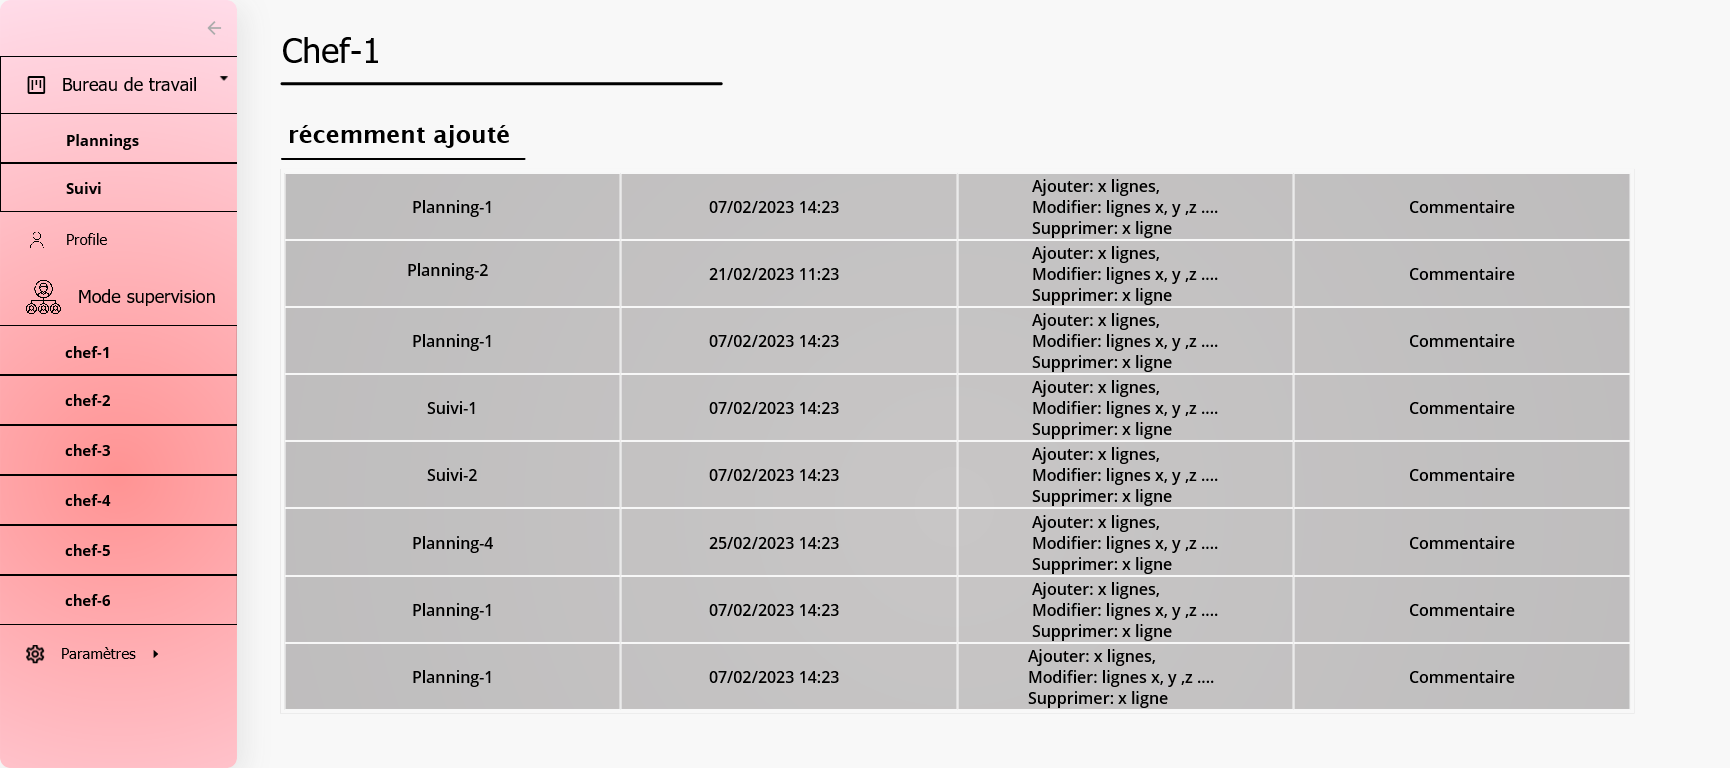 Bureau de travail
Plannings
Suivi
Profile
Mode supervision
chef-1
chef-2
chef-3
chef-4
chef-5
chef-6
Paramètres
Chef-1
récemment ajouté
Planning-1
07/02/2023 14:23
Ajouter: x lignes,
Modifier: lignes x, y ,z ....
Supprimer: x ligne
Commentaire
Planning-2
21/02/2023 11:23
Ajouter: x lignes,
Modifier: lignes x, y ,z ....
Supprimer: x ligne
Commentaire
Planning-1
07/02/2023 14:23
Ajouter: x lignes,
Modifier: lignes x, y ,z ....
Supprimer: x ligne
Commentaire
Suivi-1
07/02/2023 14:23
Ajouter: x lignes,
Modifier: lignes x, y ,z ....
Supprimer: x ligne
Commentaire
Suivi-2
07/02/2023 14:23
Ajouter: x lignes,
Modifier: lignes x, y ,z ....
Supprimer: x ligne
Commentaire
Planning-4
25/02/2023 14:23
Ajouter: x lignes,
Modifier: lignes x, y ,z ....
Supprimer: x ligne
Commentaire
Planning-1
07/02/2023 14:23
Ajouter: x lignes,
Modifier: lignes x, y ,z ....
Supprimer: x ligne
Commentaire
Planning-1
07/02/2023 14:23
Ajouter: x lignes,
Modifier: lignes x, y ,z ....
Supprimer: x ligne
Commentaire